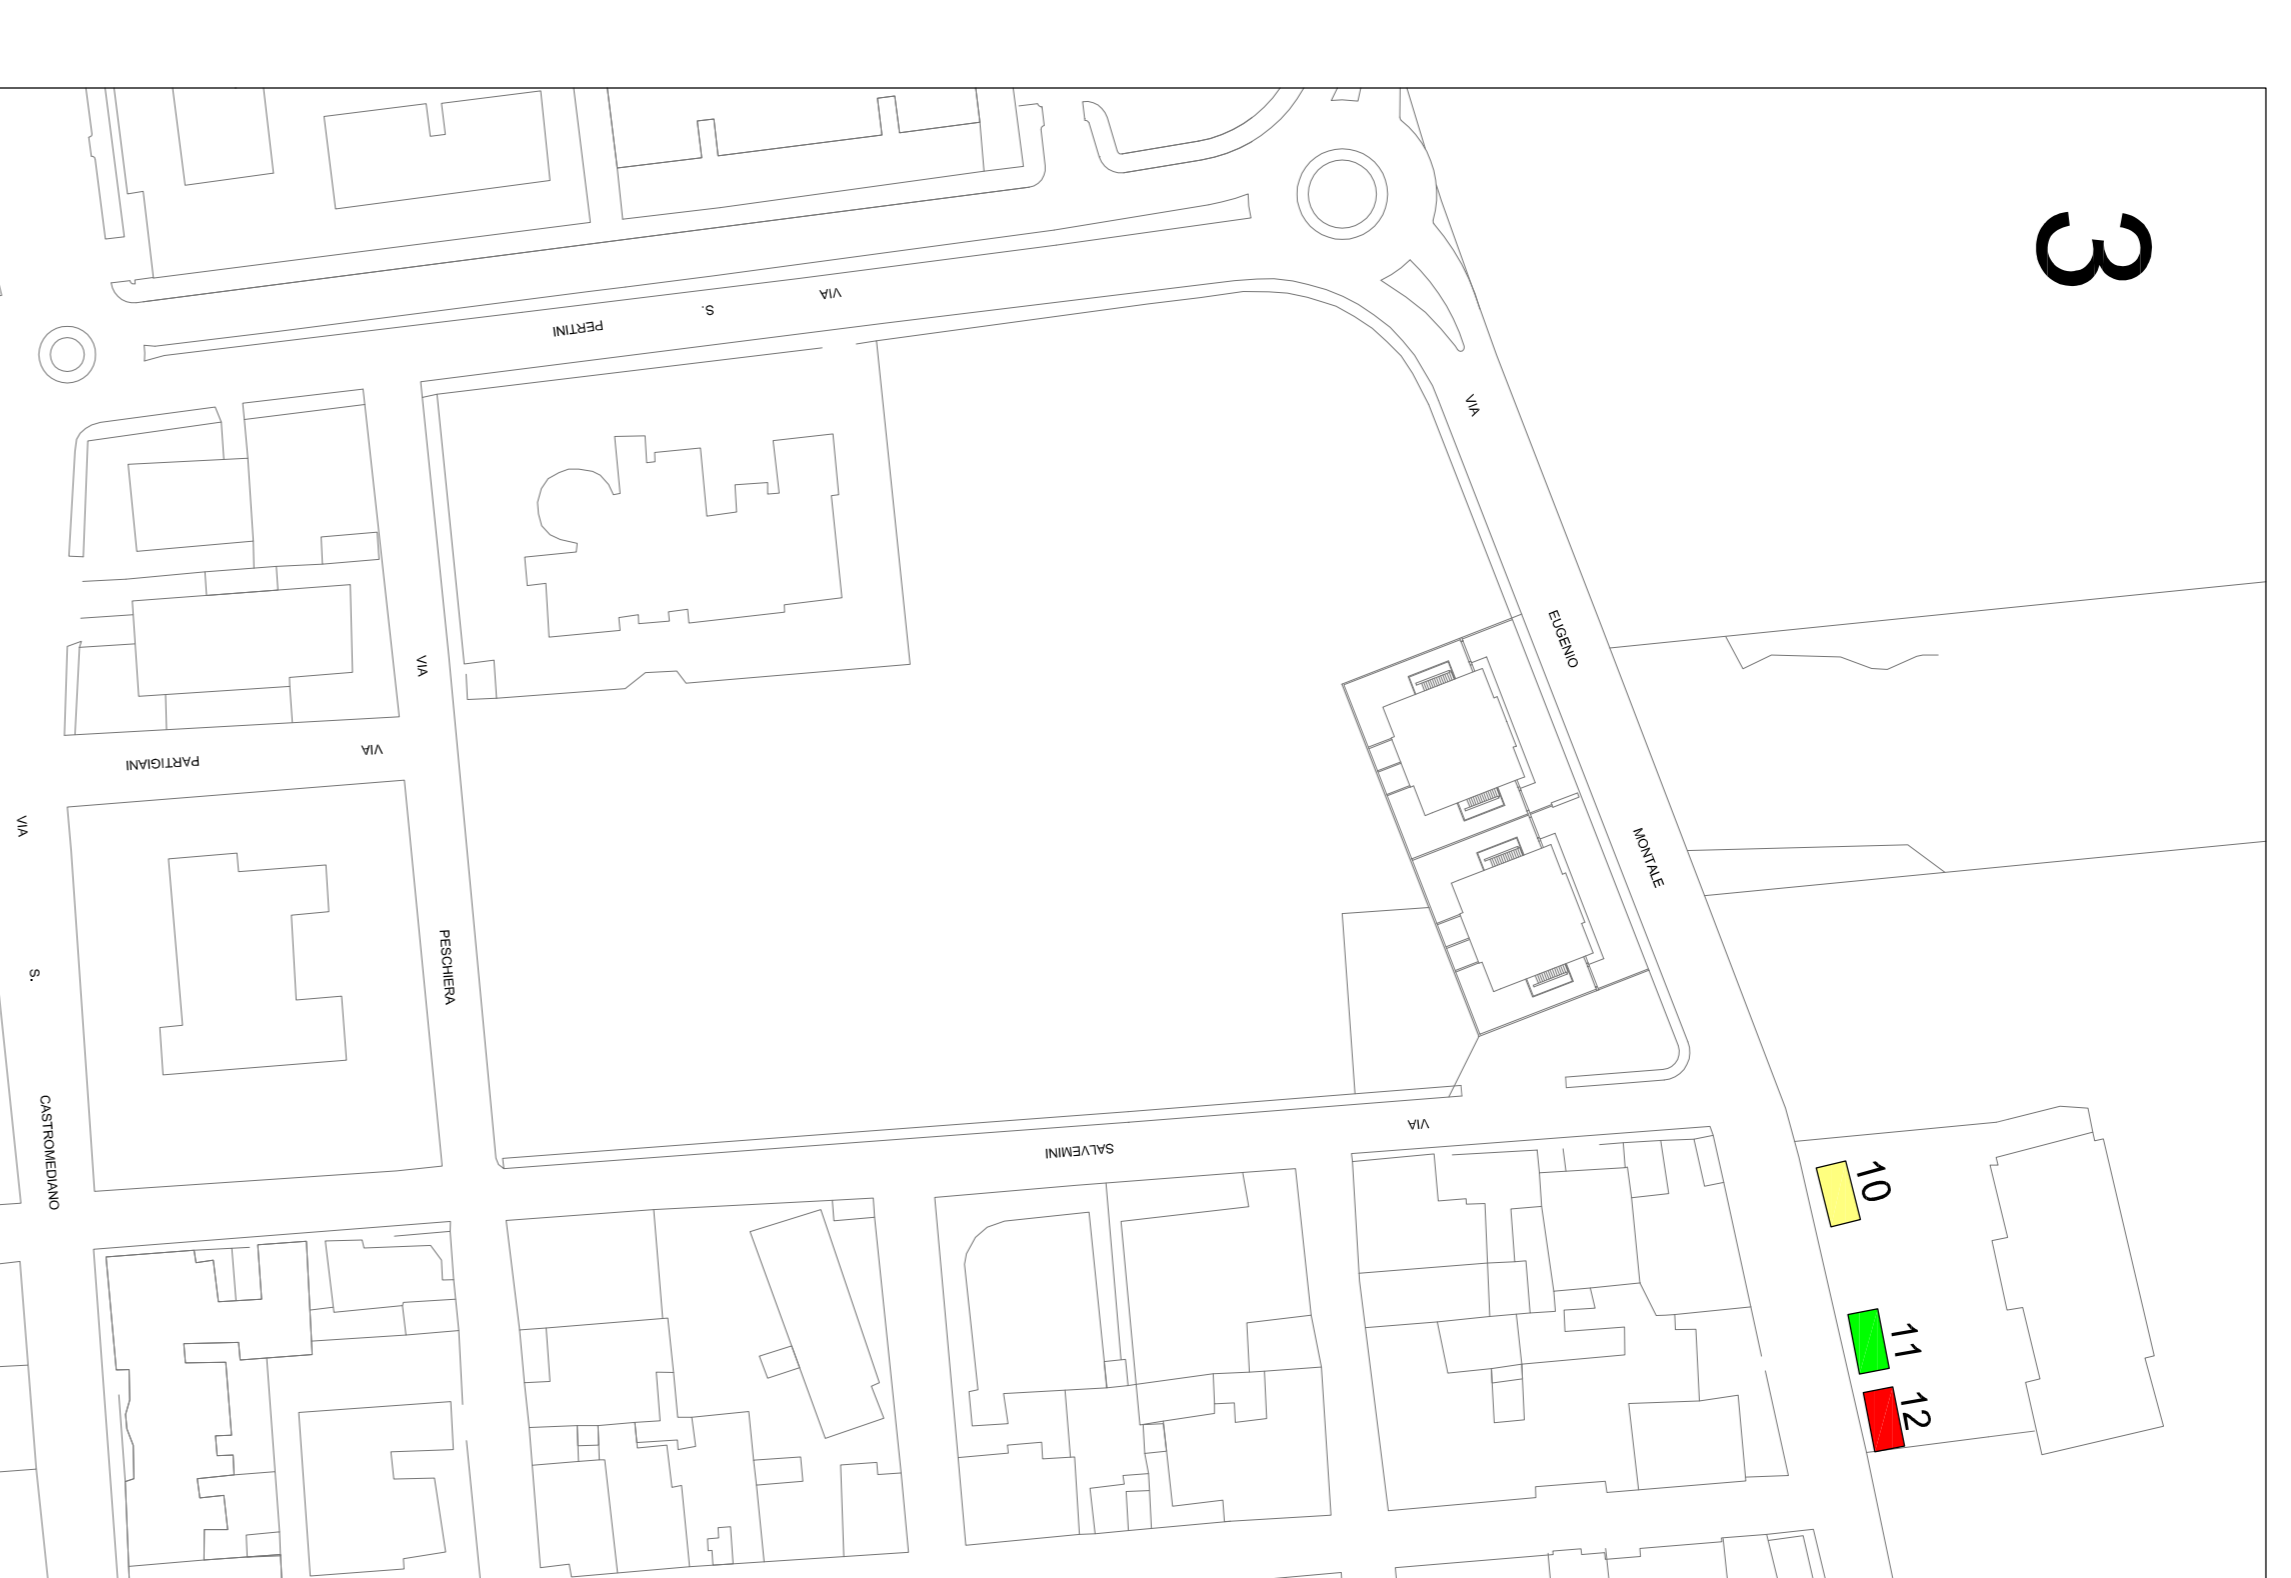 3
VIA
S.
PERTINI
VIA
EUGENIO
MONTALE
VIA
PESCHIERA
VIA
PARTIGIANI
VIA
S.
CASTROMEDIANO
VIA
SALVEMINI
10
11
12